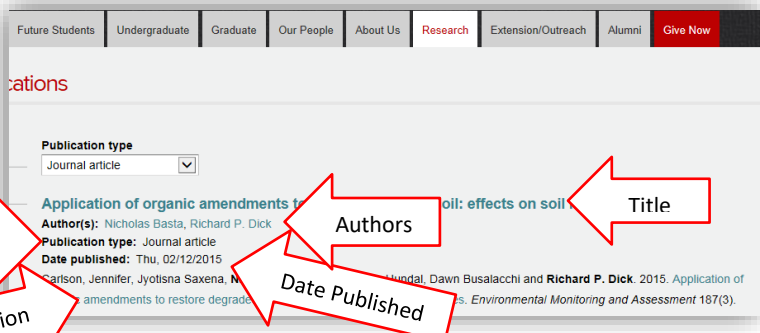 Future Students Undergraduate Graduate Our People About Us Research Extension/Outreach Alumni Give Now
cations
Publication type
Journal article
Application of organic amendments to oil: effects on soil
Title
Author(s): Nicholas Basta, Richard P. Dick
Authors
Publication type: Journal article
Date published: Thu, 02/12/2015
Carlson, Jennifer, Jyotisna Saxena, N Hundal, Dawn Busalacchi and Richard P. Dick. 2015. Application of
amendments to restore degrade s. Environmental Monitoring and Assessment 187(3).
Date Published
ion